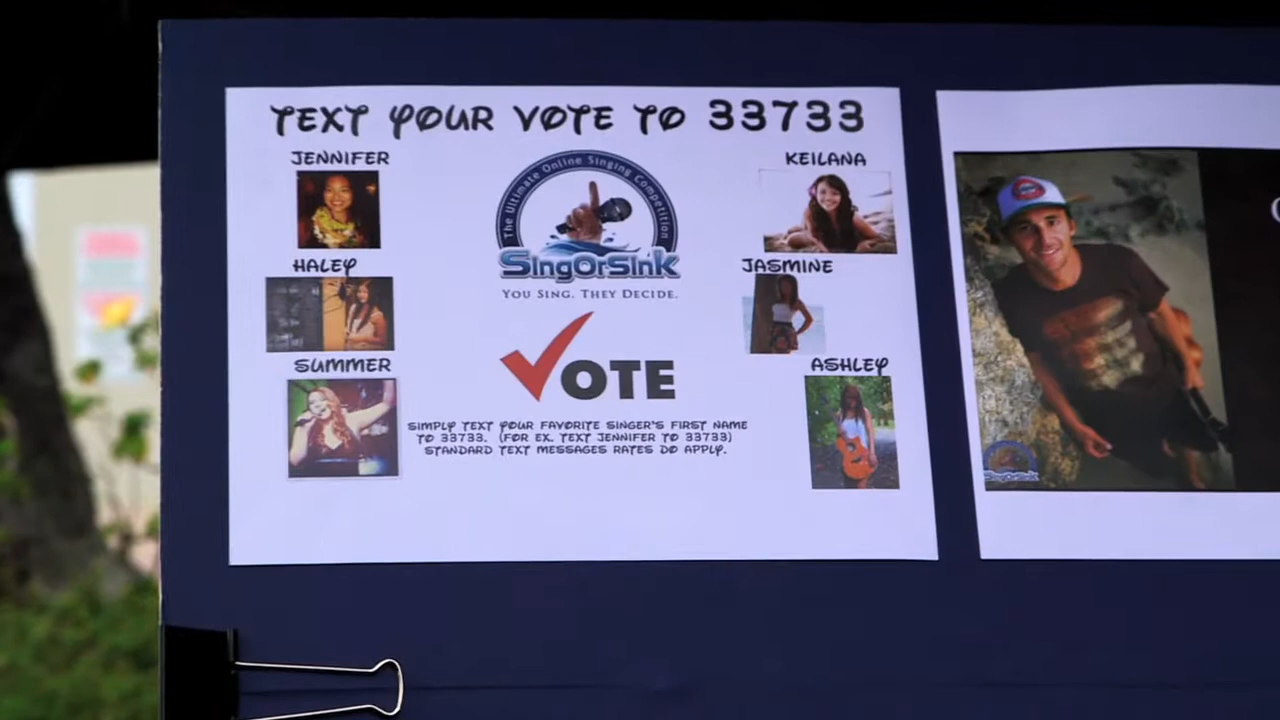 TEXT YOUR VOTE TO 33733
JENNIFER
KEILANA
The Ultimate Online Singing Competition
SingOrSink
YOU SING. THEY DECIDE.
HALEY
JASMINE
SUMMER
ASHLEY
VOTE
SIMPLY TEXT YOUR FAVORITE SINGER'S FIRST NAME
TO 33733. (FOR EX. TEXT JENNIFER TO 33733)
STANDARD TEXT MESSAGES RATES DO APPLY.
SingOrSink